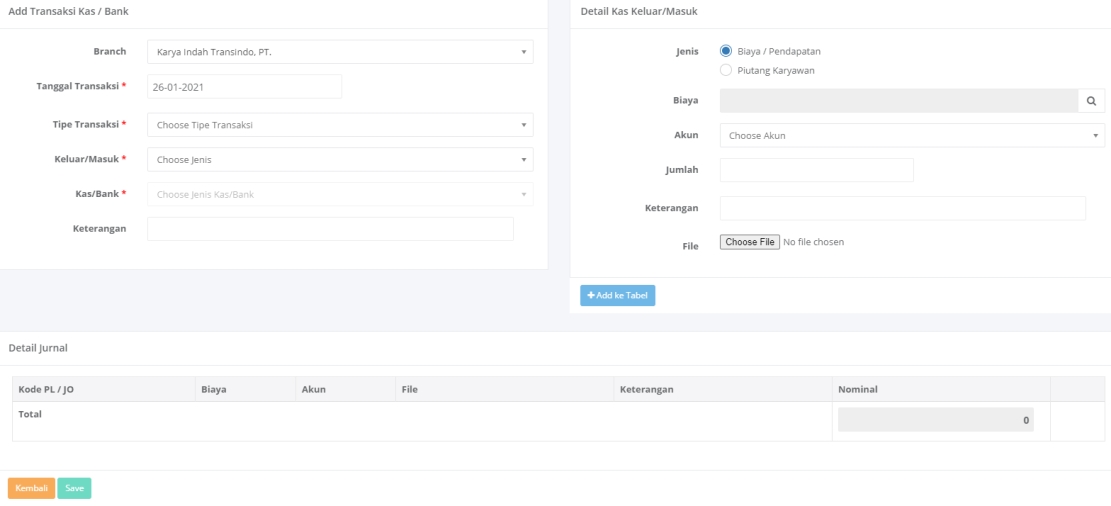 Add Transaksi Kas / Bank
Branch
Karya Indah Transindo, PT.
Tanggal Transaksi *
26-01-2021
Tipe Transaksi *
Choose Tipe Transaksi
Keluar/Masuk *
Choose Jenis
Kas/Bank *
Choose Jenis Kas/Bank
Keterangan
Detail Kas Keluar/Masuk
Jenis
Biaya / Pendapatan
Piutang Karyawan
Biaya
Akun
Choose Akun
Jumlah
Keterangan
File
Choose File No file chosen
+ Add ke Tabel
Detail Jurnal
Kode PL / JO Biaya Akun File Keterangan Nominal
Total 0
Kembali Save